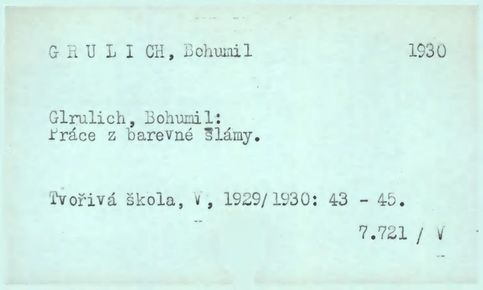 G R U L I CH, Bohumil 1930
Glrulich, Bohumil:
Práce z barevné slámy.
Tvořivá škola, V, 1929/1930: 43 - 45.
7.721 / V